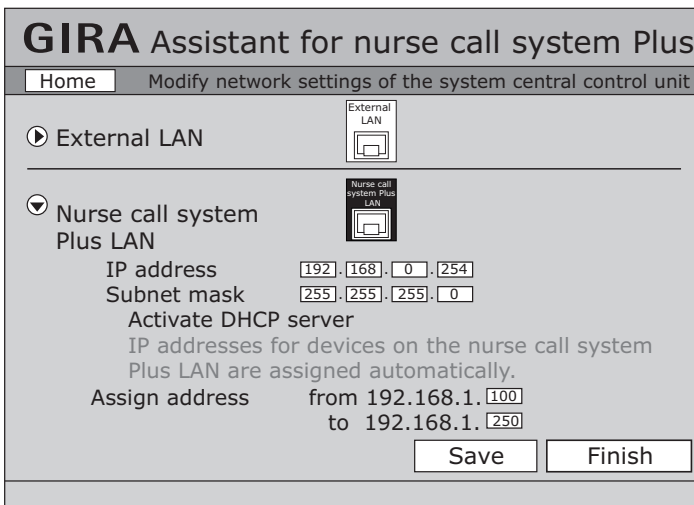 GIRA Assistant for nurse call system Plus
Home Modify network settings of the system central control unit
External
LAN
External LAN
Nurse call
system Plus
LAN
Nurse call system
Plus LAN
IP address 192. 168. 0 .254
Subnet mask 255. 255. 255. 0
Activate DHCP server
IP addresses for devices on the nurse call system
Plus LAN are assigned automatically.
Assign address from 192.168.1. 100
to 192.168.1. 250
Save Finish